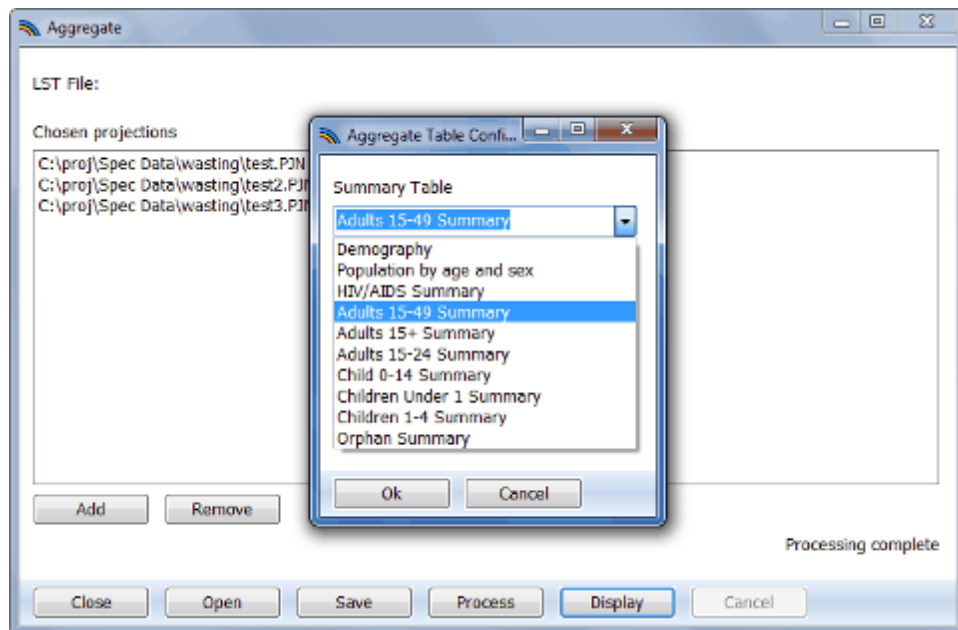 Aggregate
LST File:
Chosen projections
C:\proj\Spec Data\wasting\test.PJN
C:\proj\Spec Data\wasting\test2.PJN
C:\proj\Spec Data\wasting\test3.PJN
Aggregate Table Confi...
Summary Table
Adults 15-49 Summary
Demography
Population by age and sex
HIV/AIDS Summary
Adults 15-49 Summary
Adults 15+ Summary
Adults 15-24 Summary
Child 0-14 Summary
Children Under 1 Summary
Children 1-4 Summary
Orphan Summary
Ok Cancel
Add Remove
Processing complete
Close Open Save Process Display Cancel